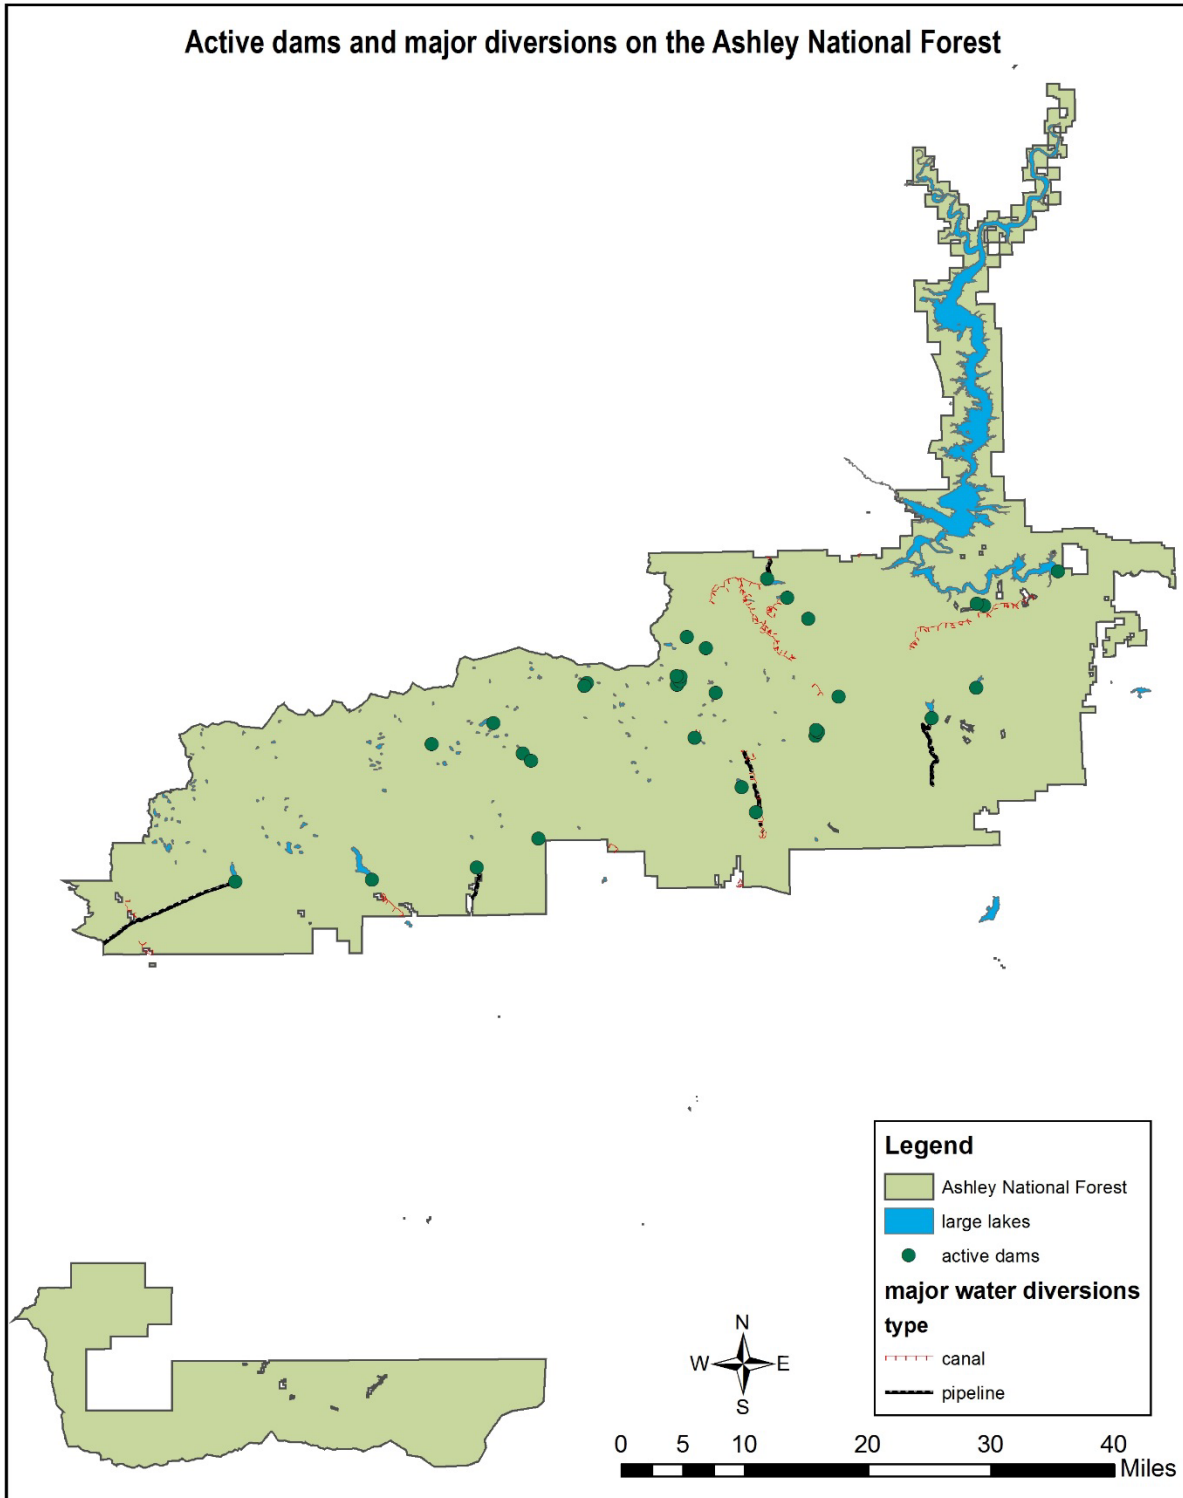 Active dams and major diversions on the Ashley National Forest
Legend
Ashley National Forest
large lakes
active dams
major water diversions
type
canal
pipeline
N
W E
S
0 5 10 20 30 40
Miles